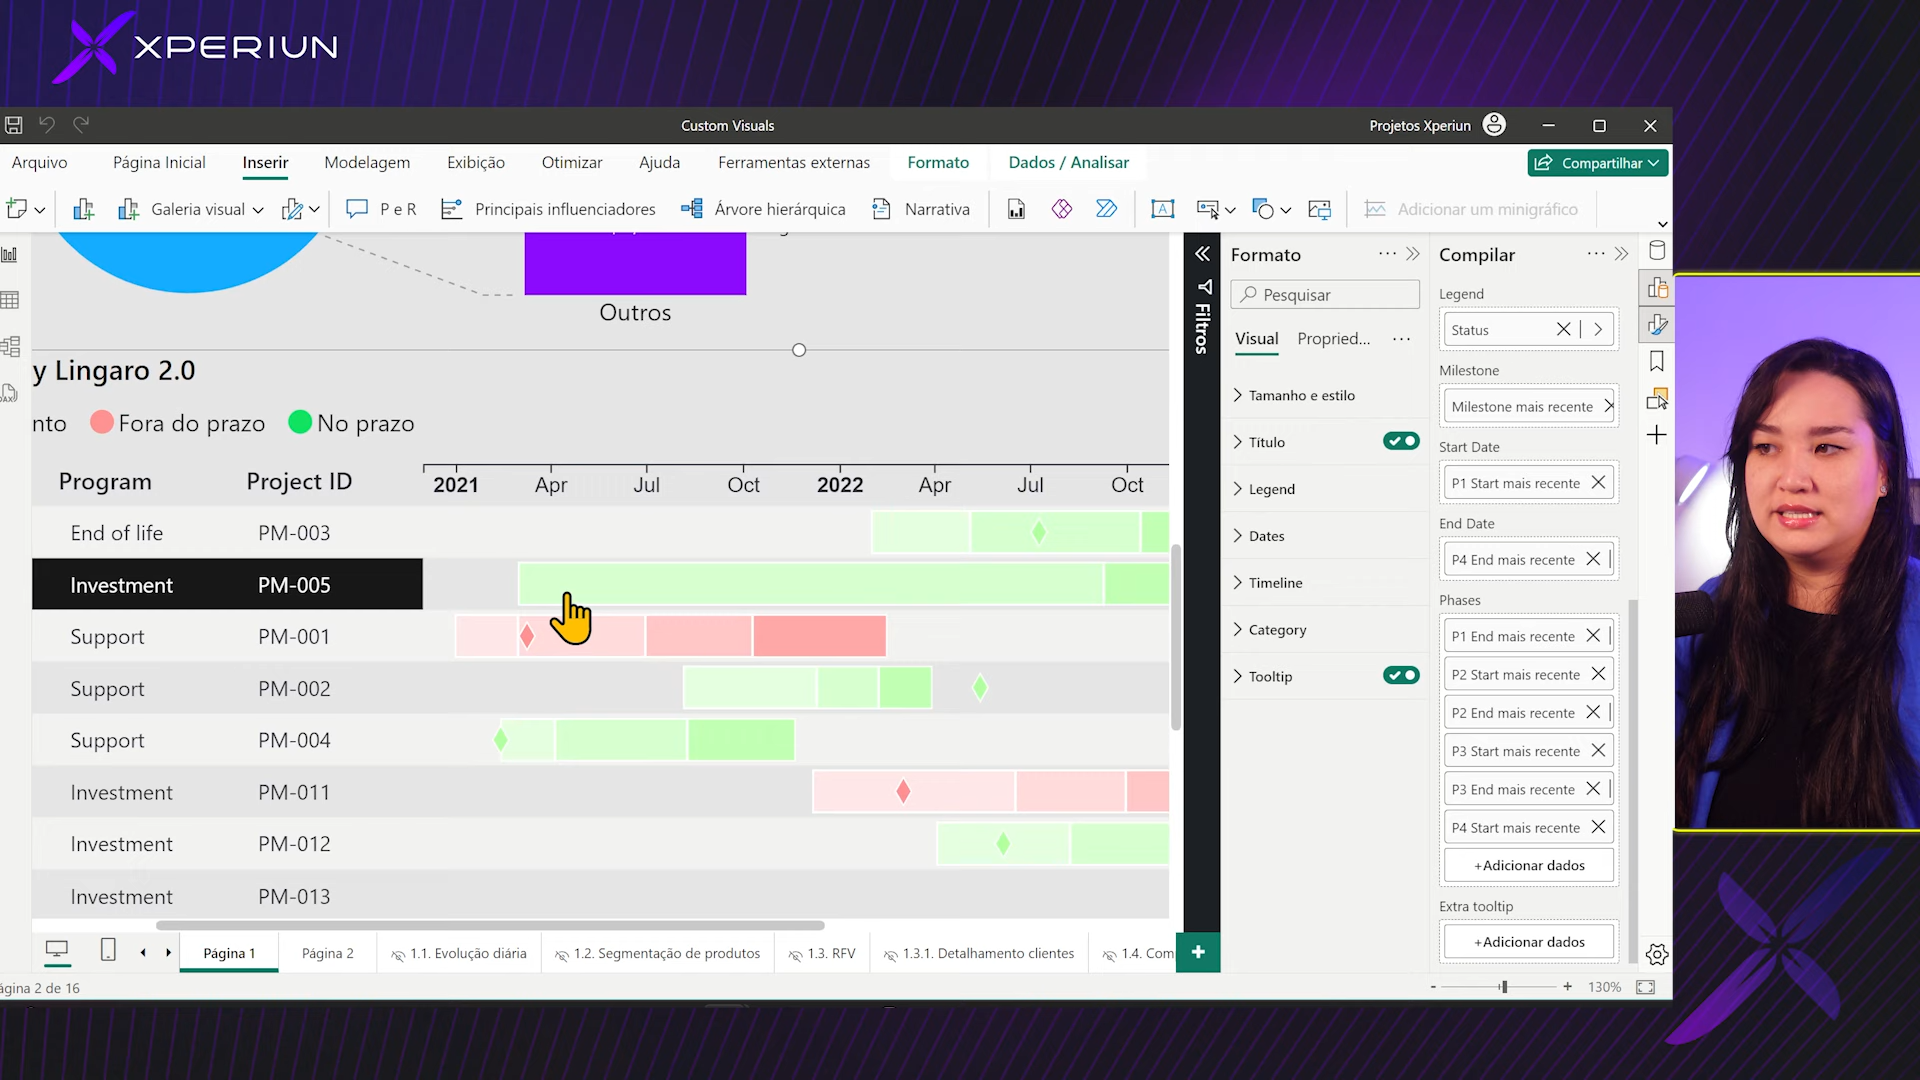 XPERIUN
Custom Visuals
Projetos Xperiun
Arquivo
Página Inicial
Inserir
Modelagem
Exibição
Otimizar
Ajuda
Ferramentas externas
Formato
Dados / Analisar
Compartilhar
Galeria visual
P e R
Principais influenciadores
Árvore hierárquica
Narrativa
Adicionar um minigráfico
Outros
y Lingaro 2.0
nto
Fora do prazo
No prazo
Program
Project ID
2021
Apr
Jul
Oct
2022
Apr
Jul
Oct
End of life
PM-003
Investment
PM-005
Support
PM-001
Support
PM-002
Support
PM-004
Investment
PM-011
Investment
PM-012
Investment
PM-013
Filtros
Formato
Pesquisar
Visual
Propried...
Tamanho e estilo
Título
Legend
Dates
Timeline
Category
Tooltip
Compilar
Legend
Status
Milestone
Milestone mais recente
Start Date
P1 Start mais recente
End Date
P4 End mais recente
Phases
P1 End mais recente
P2 Start mais recente
P2 End mais recente
P3 Start mais recente
P3 End mais recente
P4 Start mais recente
+Adicionar dados
Extra tooltip
+Adicionar dados
Página 1
Página 2
1.1. Evolução diária
1.2. Segmentação de produtos
1.3. RFV
1.3.1. Detalhamento clientes
1.4. Com
ágina 2 de 16
130%